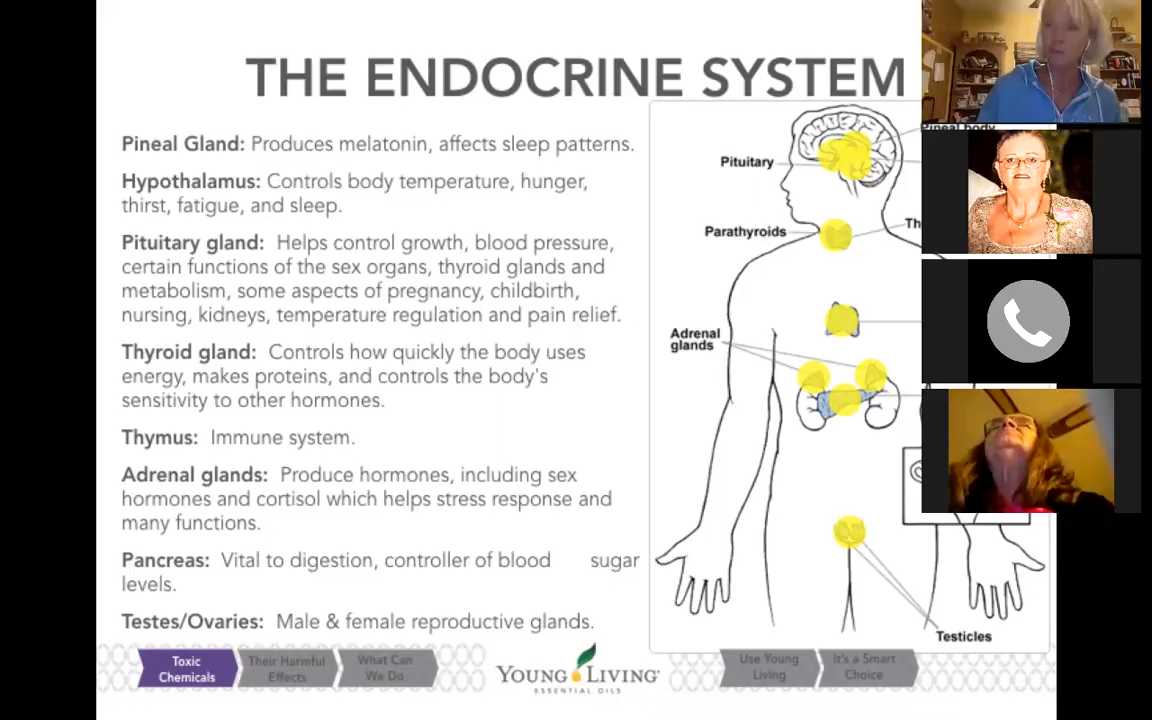 THE ENDOCRINE SYSTEM
Pineal Gland: Produces melatonin, affects sleep patterns.
Hypothalamus: Controls body temperature, hunger,
thirst, fatigue, and sleep.
Pituitary gland: Helps control growth, blood pressure,
certain functions of the sex organs, thyroid glands and
metabolism, some aspects of pregnancy, childbirth,
nursing, kidneys, temperature regulation and pain relief.
Thyroid gland: Controls how quickly the body uses
energy, makes proteins, and controls the body's
sensitivity to other hormones.
Thymus: Immune system.
Adrenal glands: Produce hormones, including sex
hormones and cortisol which helps stress response and
many functions.
Pancreas: Vital to digestion, controller of blood sugar
levels.
Testes/Ovaries: Male & female reproductive glands.
Pineal body
Pituitary
Parathyroids
Th
Adrenal
glands
Testicles
Toxic
Chemicals
Their Harmful
Effects
What Can
We Do
YOUNG LIVING
ESSENTIAL OILS
Use Young
Living
It's a Smart
Choice